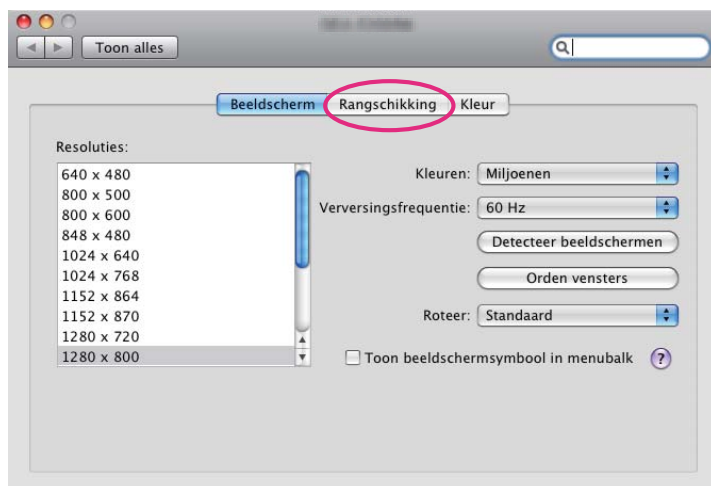 Toon alles
Beeldscherm Rangschikking Kleur
Resoluties:
640 x 480
800 x 500
800 x 600
848 x 480
1024 x 640
1024 x 768
1152 x 864
1152 x 870
1280 x 720
1280 x 800
Kleuren: Miljoenen
Verversingsfrequentie: 60 Hz
Detecteer beeldschermen
Orden vensters
Roteer: Standaard
Toon beeldschermsymbool in menubalk ?